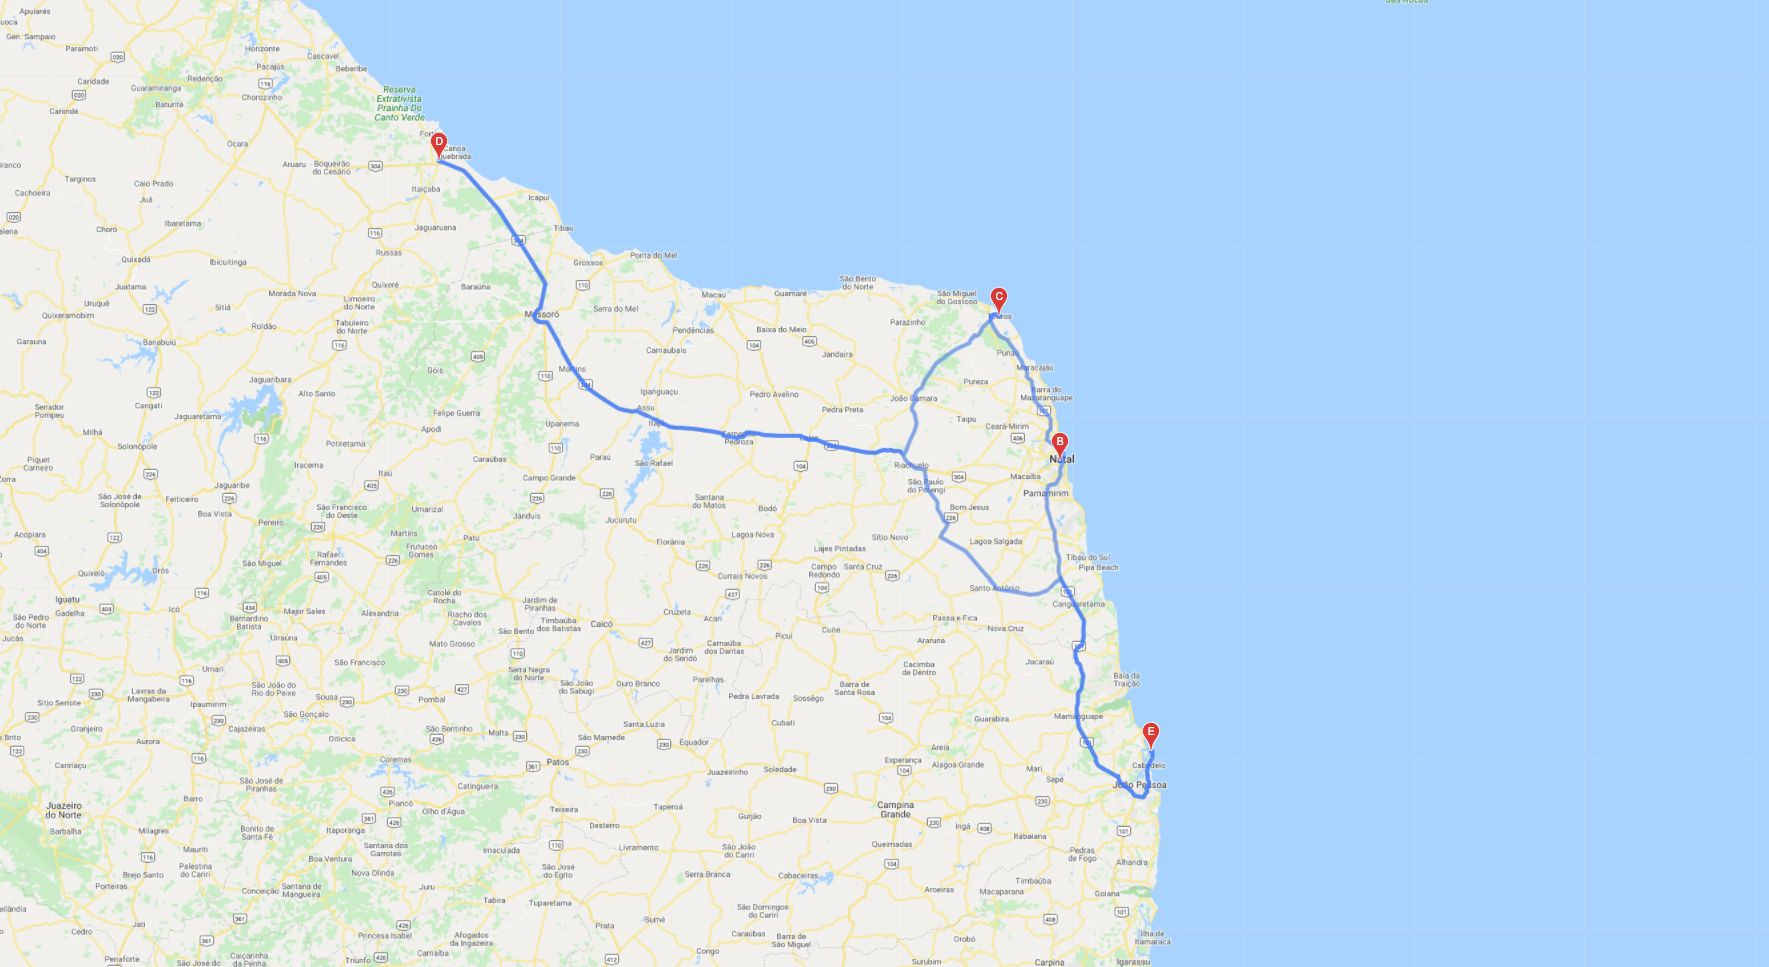 das Rocas
Apuiarés
Gen. Sampaio
Paramoti
Horizonte
Cascavel
Pacajús
Beberibe
Caridade
Redenção
Guaramiranga
Chorozinho
Baturité
Canindé
Reserva
Extrativista
Prainha Do
Canto Verde
Ocara
D
Canoa
Quebrada
Aruaru
Boqueirão
do Cesário
Targinos
Caio Prado
Itaiçaba
Cachoeira
Juá
Icapuí
Choró
Ibaretama
Jaguaruana
Tibau
Quixadá
Ibicuitinga
Russas
Grossos
Ponta do Mel
Juatama
Morada Nova
Quixeré
Baraúna
Macau
Guamaré
São Bento
do Norte
São Miguel
do Gostoso
C
Touros
Uruquê
Quixeramobim
Sitiá
Limoeiro
do Norte
Serra do Mel
Mossoró
Roldão
Tabuleiro
do Norte
Pendências
Baixa do Meio
Parazinho
Garauna
Banabuiú
Carnaubais
Jandaíra
Punaú
Góis
Martins
Maracajaú
Jaguaribara
Alto Santo
Ipanguaçu
Pedro Avelino
João Câmara
Pureza
Barra de
Maxaranguape
Senador
Pompeu
Cangati
Jaguaretama
Felipe Guerra
Assu
Pedra Preta
Taipu
Ceará-Mirim
Milhã
Solonópole
Potiretama
Apodi
Upanema
Itajá
Fernando
Pedroza
Lajes
B
Natal
Piquet
Carneiro
Iracema
Itaú
Caraúbas
Paraú
São Rafael
Riachuelo
São Paulo
do Potengi
Macaíba
Parnamirim
São José de
Solonópole
Feiticeiro
Jaguaribe
Boa Vista
São Francisco
do Oeste
Umarizal
Campo Grande
Janduís
Jucurutu
Santana
do Matos
Bodó
Bom Jesus
Acopiara
Pereiro
Martins
Patu
Florânia
Lagoa Nova
Sítio Novo
Lagoa Salgada
Rafael
Fernandes
Frutuoso
Gomes
Lajes Pintadas
São Miguel
Quixelô
Orós
Currais Novos
Campo
Redondo
Santa Cruz
Tibau do Sul
Pipa Beach
Iguatu
Gadelha
Icó
Major Sales
Alexandria
Catolé do
Rocha
Riacho dos
Cavalos
Jardim de
Piranhas
Timbaúba
dos Batistas
Santo Antônio
Canguaretama
São Pedro
do Norte
Bernardino
Batista
Cruzeta
Acari
Passa e Fica
Nova Cruz
Jucás
Uiraúna
Mato Grosso
São Bento
Caicó
Picuí
Cuité
Araruna
Umari
São Francisco
Jardim
do Seridó
Carnaúba
dos Dantas
Cacimba
de Dentro
Jacaraú
Baía da
Traição
Lavras da
Mangabeira
São João do
Rio do Peixe
Serra Negra
do Norte
São João
do Sabugi
Ouro Branco
Parelhas
Barra de
Santa Rosa
Sítio Serrote
Ipaumirim
Sousa
Pombal
Pedra Lavrada
Sossêgo
Granjeiro
Cajazeiras
São Gonçalo
São Bentinho
Malta
Santa Luzia
Cubati
Guarabira
Mamanguape
E
Aurora
Diticica
São Mamede
Equador
Areia
Cabedelo
Caririaçu
Coremas
Patos
Juazeirinho
Soledade
Esperança
Alagoa Grande
Mari
Sapé
João Pessoa
São José de
Piranhas
Catingueira
Juazeiro
do Norte
Barro
Piancó
Olho d'Água
Teixeira
Taperoá
Campina
Grande
Barbalha
Milagres
Bonito de
Santa Fé
Itaporanga
Desterro
Gurjão
Boa Vista
Ingá
Itabaiana
Mauriti
Santana dos
Garrotes
Imaculada
Livramento
São João
do Cariri
Queimadas
Pedras
de Fogo
Alhandra
Brejo Santo
Palestina
do Cariri
Boa Ventura
Nova Olinda
São José
do Egito
Serra Branca
Cabaceiras
Timbaúba
Porteiras
Conceição
Santana de
Mangueira
Juru
Tabira
Tuparetama
Aroeiras
Macaparana
Goiana
Jati
Sumé
São Domingos
do Cariri
Cedro
Princesa Isabel
Afogados
da Ingazeira
Prata
Caraúbas
Barra de
São Miguel
Orobó
Ilha de
Itamaracá
Penaforte
São José do
Caiçarinha
da Penha
Triunfo
Carnaíba
Congo
Surubim
Carpina
Igarassu